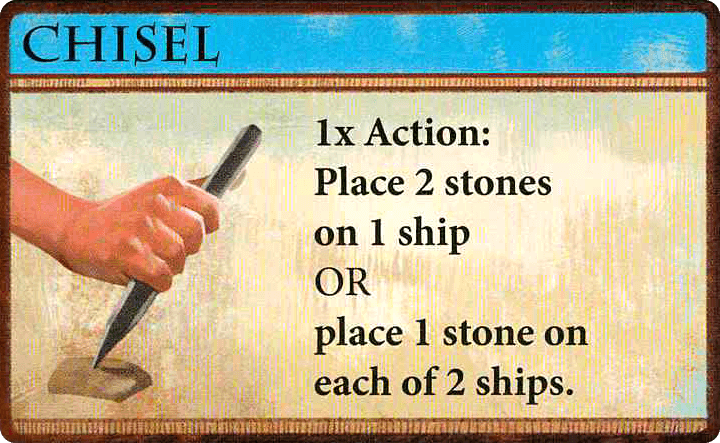 CHISEL
1x Action:
Place 2 stones
on 1 ship
OR
place 1 stone on
each of 2 ships.